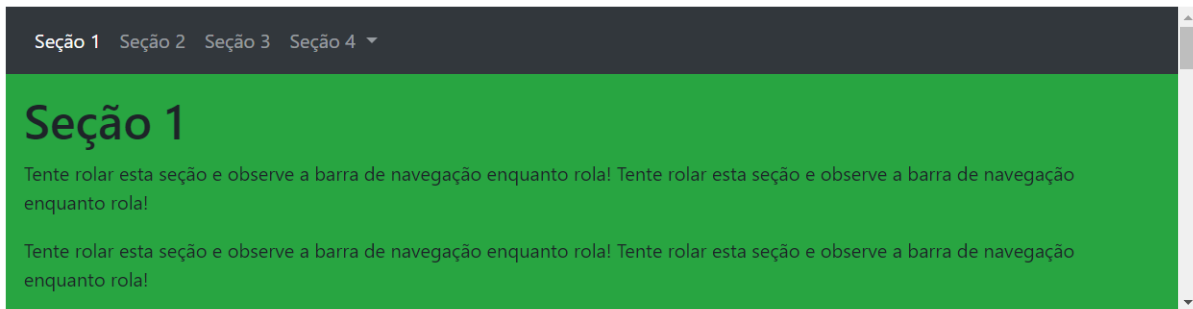 Seção 1 Seção 2 Seção 3 Seção 4
Seção 1
Tente rolar esta seção e observe a barra de navegação enquanto rola! Tente rolar esta seção e observe a barra de navegação
enquanto rola!
Tente rolar esta seção e observe a barra de navegação enquanto rola! Tente rolar esta seção e observe a barra de navegação
enquanto rola!